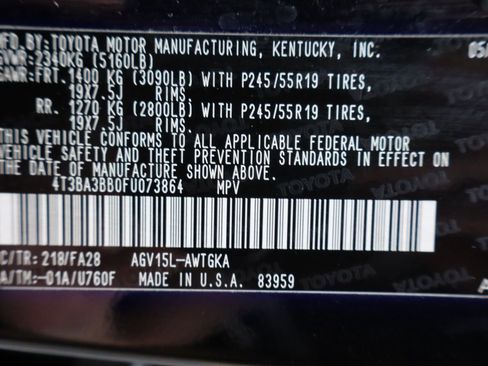 MFD. BY:TOYOTA MOTOR MANUFACTURING, KENTUCKY, INC. 05/
GVWR: 2340KG (5160LB)
GAWR:FRT.1400 KG (3090LB) WITH P245/55R19 TIRES,
19X7.5J RIMS
RR. 1270 KG (2800LB) WITH P245/55R19 TIRES,
19X7.5J RIMS.
THIS VEHICLE CONFORMS TO ALL APPLICABLE FEDERAL MOTOR
VEHICLE SAFETY AND THEFT PREVENTION STANDARDS IN EFFECT ON
THE DATE OF MANUFACTURE SHOWN ABOVE.
4T3BA3BB0FU073864 MPV
C/TR: 218/FA28 AGV15L-AWTGKA
A/TM:-01A/U760F MADE IN U.S.A. 83959